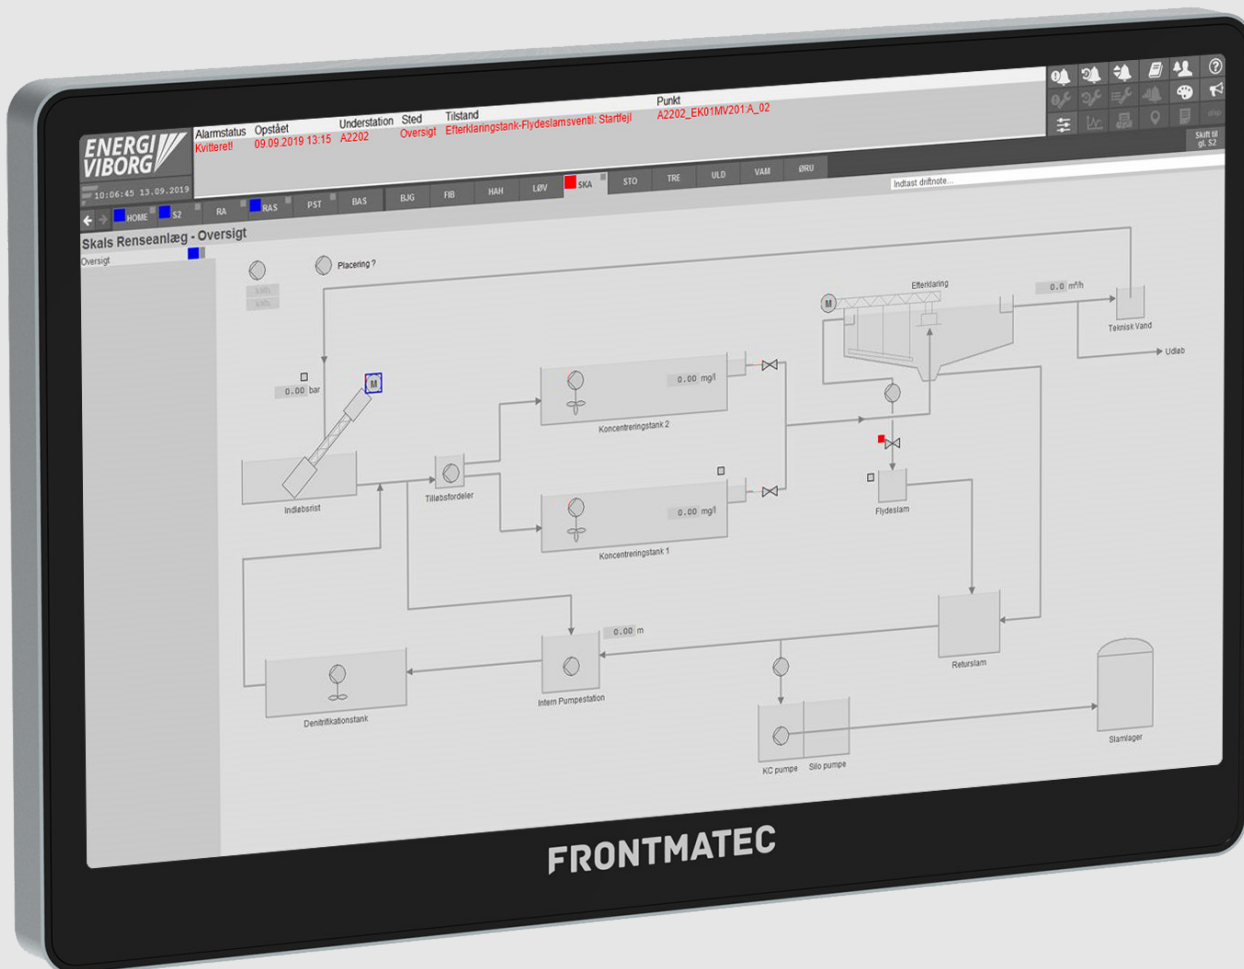 ENERGI
VIBORG
10:06:45 13.09.2019
Alarmstatus Opstået Understation Sted Tilstand Punkt
Kvitteret! 09.09.2019 13:15 A2202 Oversigt Efterklaringstank-Flydeslamsventil: Startfejl A2202_EK01MV201:A_02
Skift til
gl. S2
HOME S2 RA RAS PST BAS BJG FIB HAH LØV SKA STO TRE ULD VAM ØRU
Indtast driftnote...
Skals Renseanlæg - Oversigt
Oversigt
Placering ?
Efterklaring
M
0.0 m³/h
Teknisk Vand
Udløb
M
0.00 bar
0.00 mg/l
Koncentreringstank 2
Indløbsrist
Tilløbsfordeler
0.00 mg/l
Koncentreringstank 1
Flydeslam
0.00 m
Returslam
Intern Pumpestation
Denitrifikationstank
KC pumpe Silo pumpe
Slamlager
FRONTMATEC